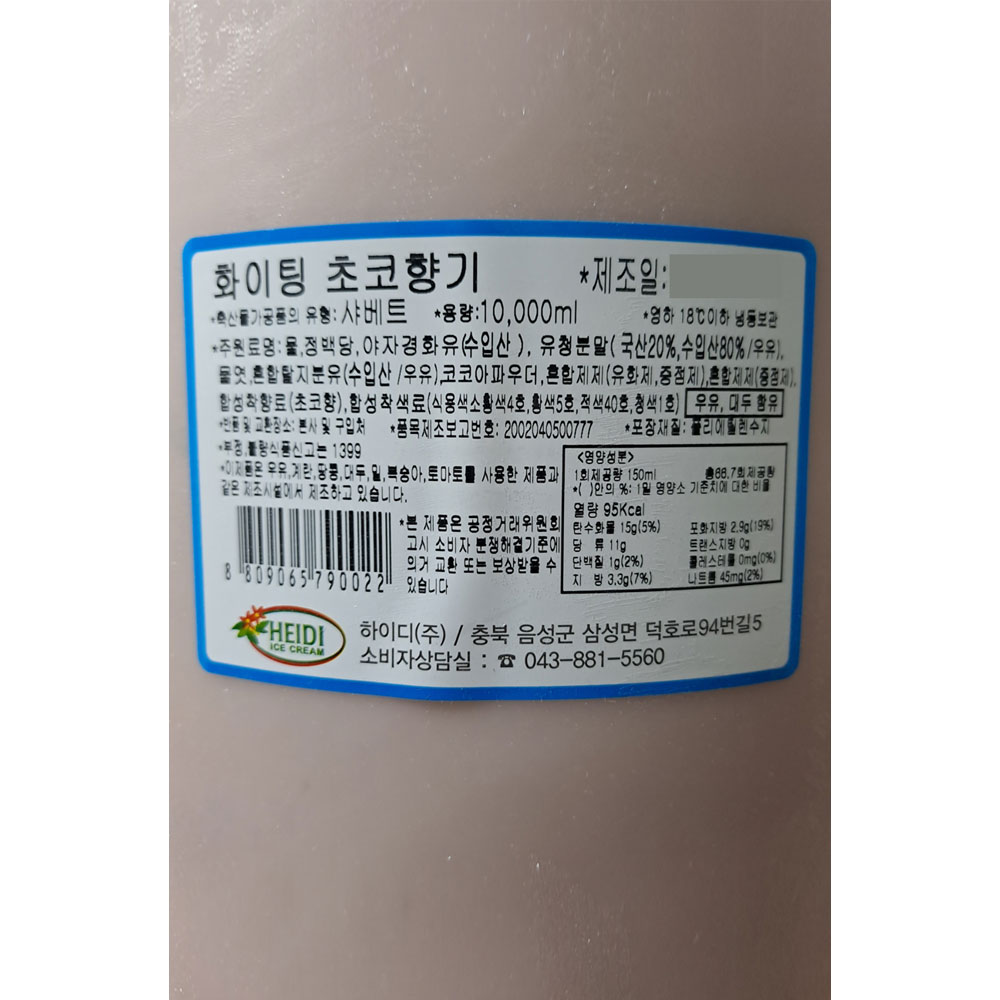 화이팅 초코향기 *제조일:
*축산물가공품의 유형: 샤베트 *용량:10,000ml *영하 18℃이하 냉동보관
*주원료명:물,정백당,야자경화유(수입산), 유청분말( 국산20%,수입산80%/우유),
물엿,혼합탈지분유(수입산/우유),코코아파우더,혼합제제(유화제,중점제),혼합제제(중점제),
합성착향료(초코향),합성착색료(식용색소황색4호,황색5호,적색40호,청색1호) 우유, 대두 함유
*반품 및 교환장소: 본사 및 구입처 *품목제조보고번호: 2002040500777 *포장재질: 폴리에틸렌수지
*부정,불량식품신고는 1399
*이제품은 우유,계란,땅콩,대두,밀,복숭아,토마토를 사용한 제품과
같은 제조시설에서 제조하고 있습니다.
<영양성분>
1회제공량 150ml 총66.7회제공량
*( )안의 %: 1일 영양소 기준치에 대한 비율
열량 95Kcal
탄수화물 15g(5%) 포화지방 2.9g(19%)
당 류 11g 트랜스지방 0g
단백질 1g(2%) 콜레스테롤 0mg(0%)
지 방 3.3g(7%) 나트륨 45mg(2%)
*본 제품은 공정거래위원회
고시 소비자 분쟁해결기준에
의거 교환 또는 보상받을 수
있습니다
8 809065 790022
HEIDI
ICE CREAM
하이디(주) / 충북 음성군 삼성면 덕호로94번길5
소비자상담실 : ☎ 043-881-5560